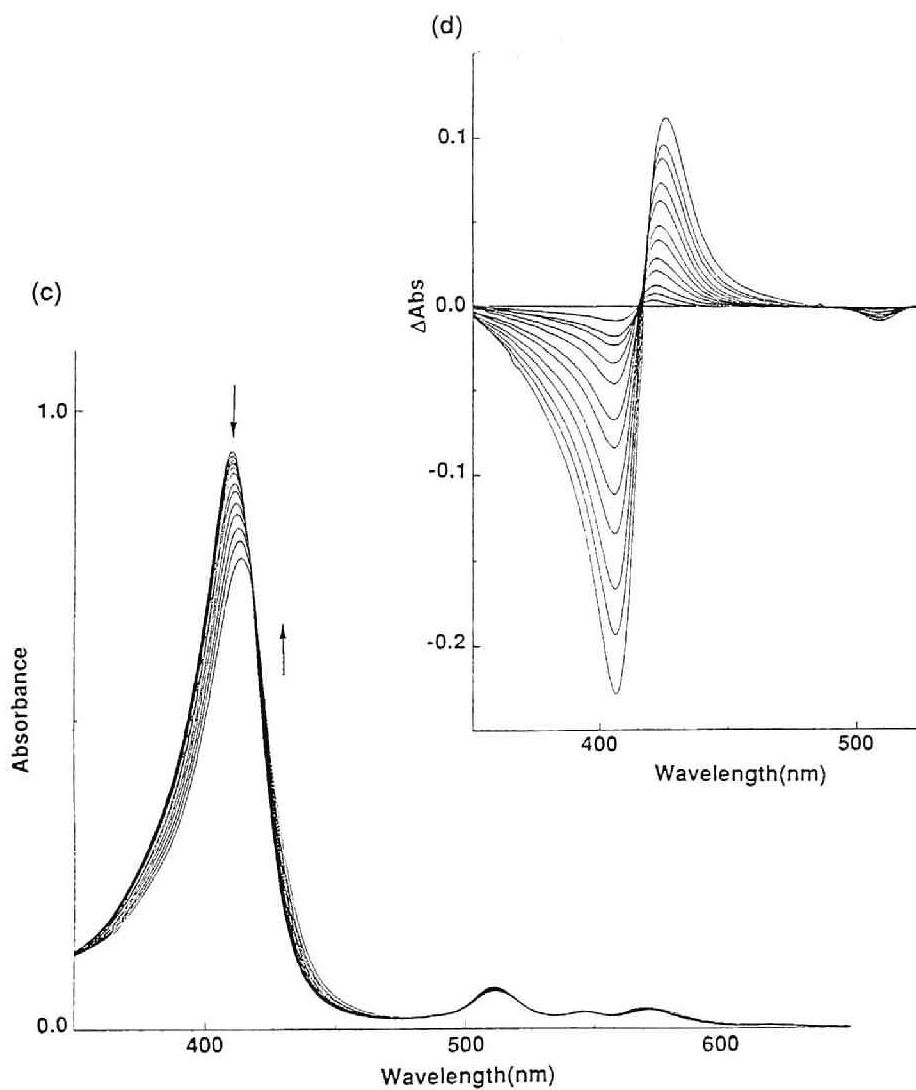 (d)
0.1
0.0
-0.1
-0.2
ΔAbs
400
500
Wavelength(nm)
(c)
1.0
0.0
Absorbance
400
500
600
Wavelength(nm)